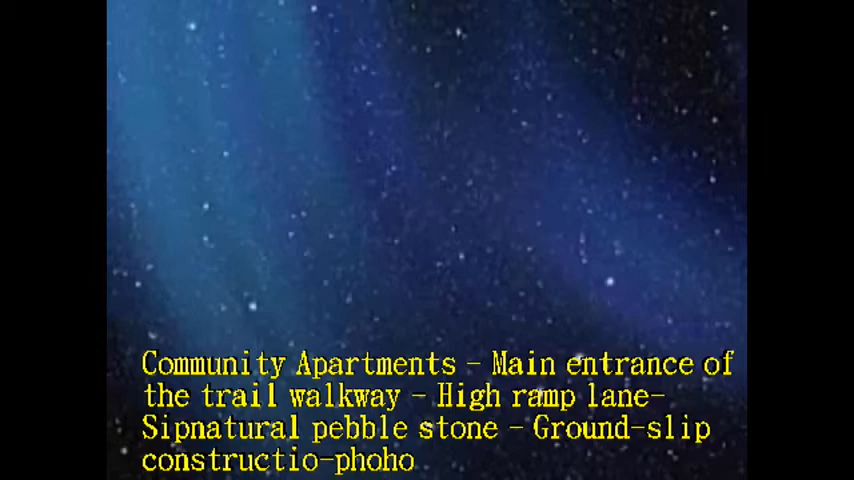 Community Apartments - Main entrance of
the trail walkway - High ramp lane-
Sipnatural pebble stone - Ground-slip
constructio-phoho